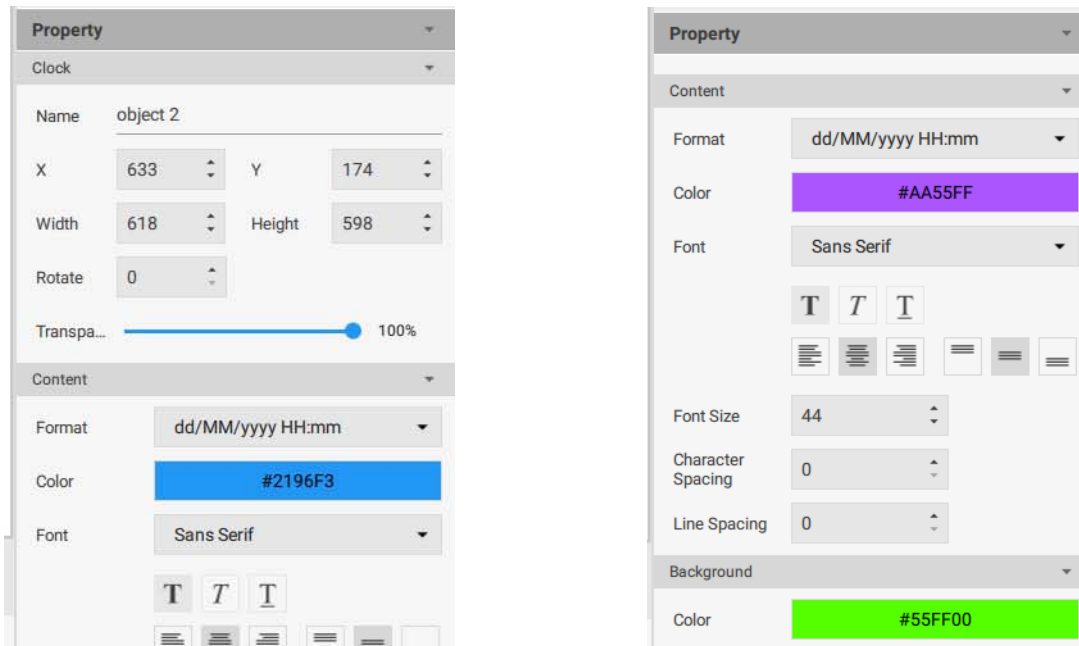 Property
Clock
Name object 2
X 633 Y 174
Width 618 Height 598
Rotate 0
Transpa... 100%
Content
Format dd/MM/yyyy HH:mm
Color #2196F3
Font Sans Serif
T T T
Property
Content
Format dd/MM/yyyy HH:mm
Color #AA55FF
Font Sans Serif
T T T
Font Size 44
Character
Spacing 0
Line Spacing 0
Background
Color #55FF00